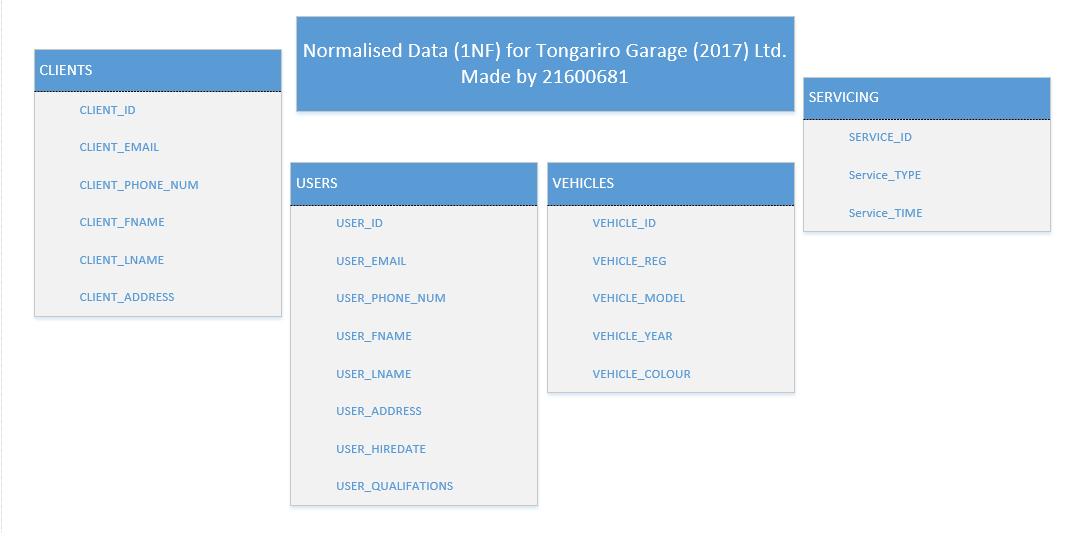 Normalised Data (1NF) for Tongariro Garage (2017) Ltd.
Made by 21600681
CLIENTS
CLIENT_ID
CLIENT_EMAIL
CLIENT_PHONE_NUM
CLIENT_FNAME
CLIENT_LNAME
CLIENT_ADDRESS
USERS
USER_ID
USER_EMAIL
USER_PHONE_NUM
USER_FNAME
USER_LNAME
USER_ADDRESS
USER_HIREDATE
USER_QUALIFATIONS
VEHICLES
VEHICLE_ID
VEHICLE_REG
VEHICLE_MODEL
VEHICLE_YEAR
VEHICLE_COLOUR
SERVICING
SERVICE_ID
Service_TYPE
Service_TIME